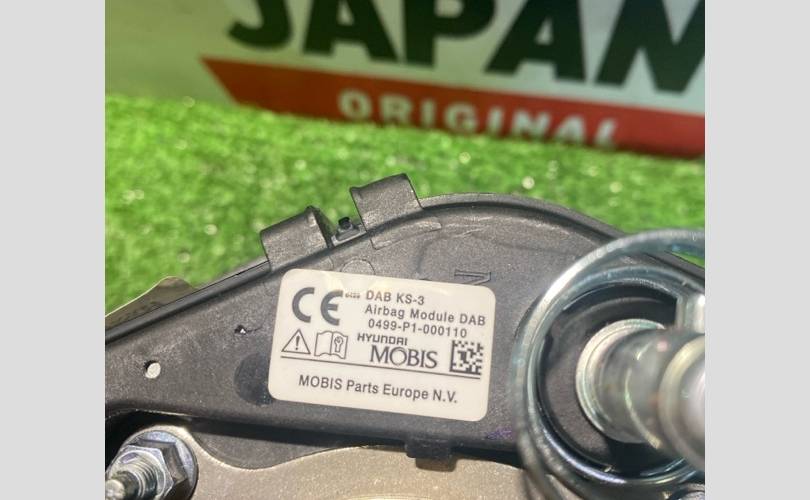 JAPAN
ORIGINAL
CE DAB KS-3
Airbag Module DAB
0499-P1-000110
HYUNDAI
MOBIS
MOBIS Parts Europe N.V.